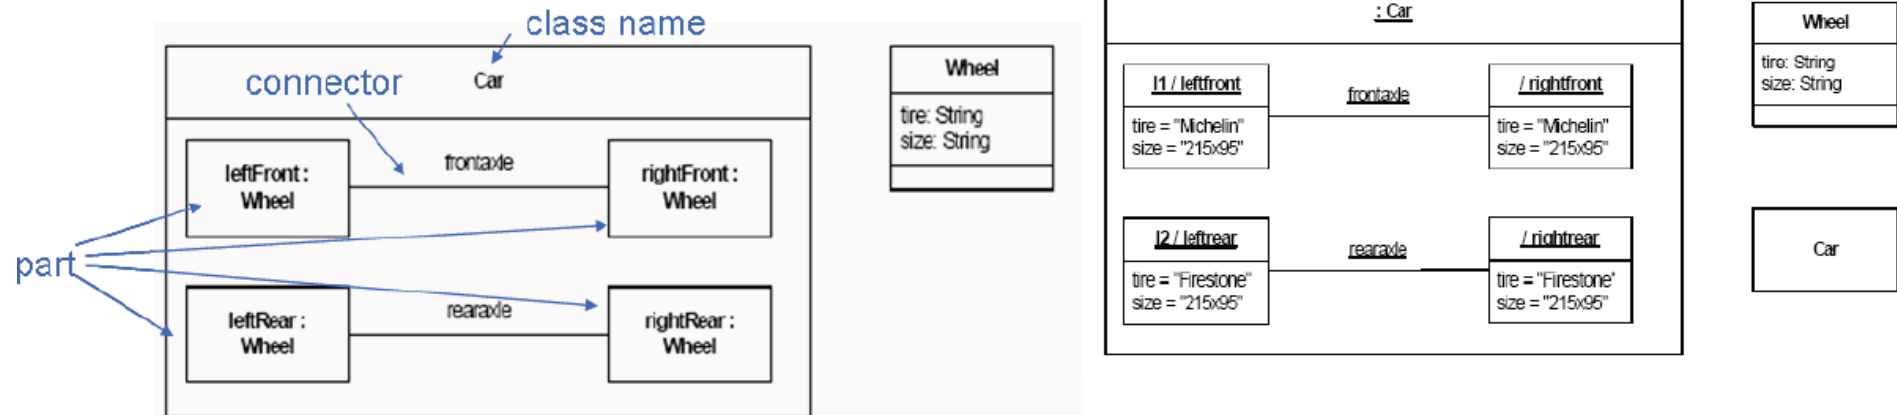 class name
Car
connector
leftFront :
Wheel
frontaxle
rightFront :
Wheel
part
leftRear :
Wheel
rearaxle
rightRear :
Wheel
Wheel
tire: String
size: String
: Car
l1 / leftfront
tire = "Michelin"
size = "215x95"
frontaxle
/ rightfront
tire = "Michelin"
size = "215x95"
l2 / leftrear
tire = "Firestone"
size = "215x95"
rearaxle
/ rightrear
tire = "Firestone"
size = "215x95"
Wheel
tire: String
size: String
Car